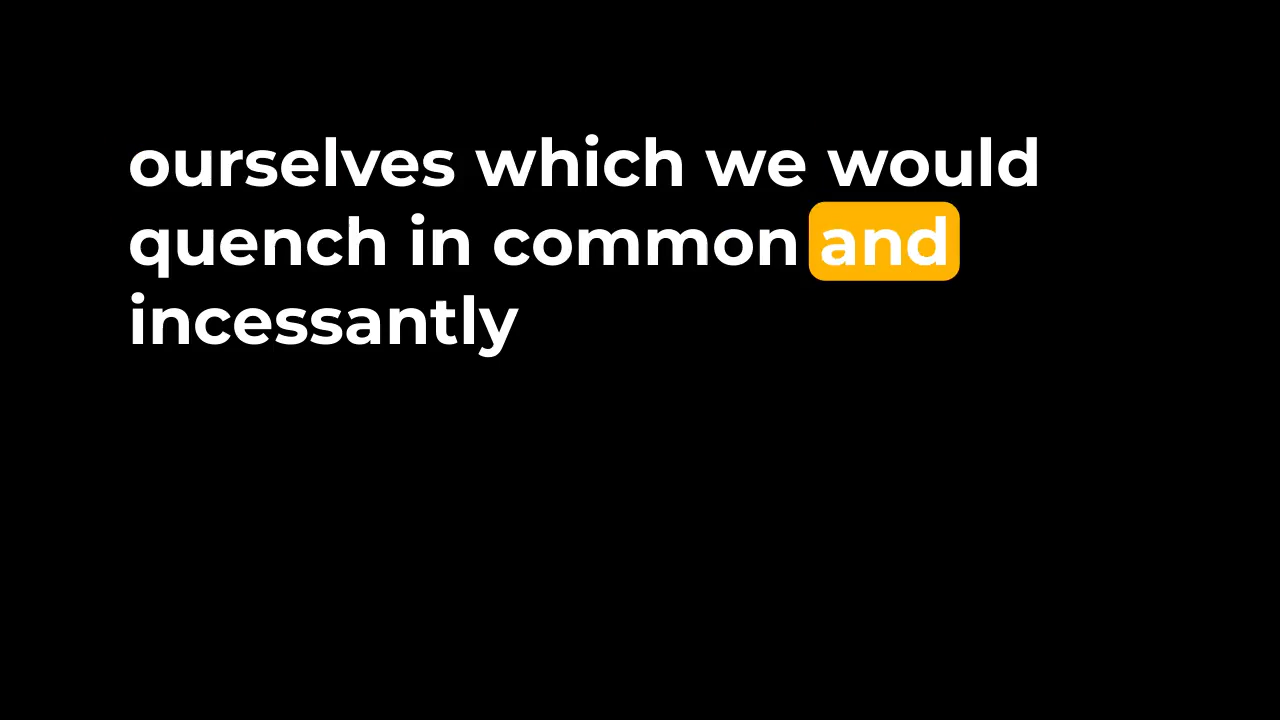 ourselves which we would
quench in common and
incessantly